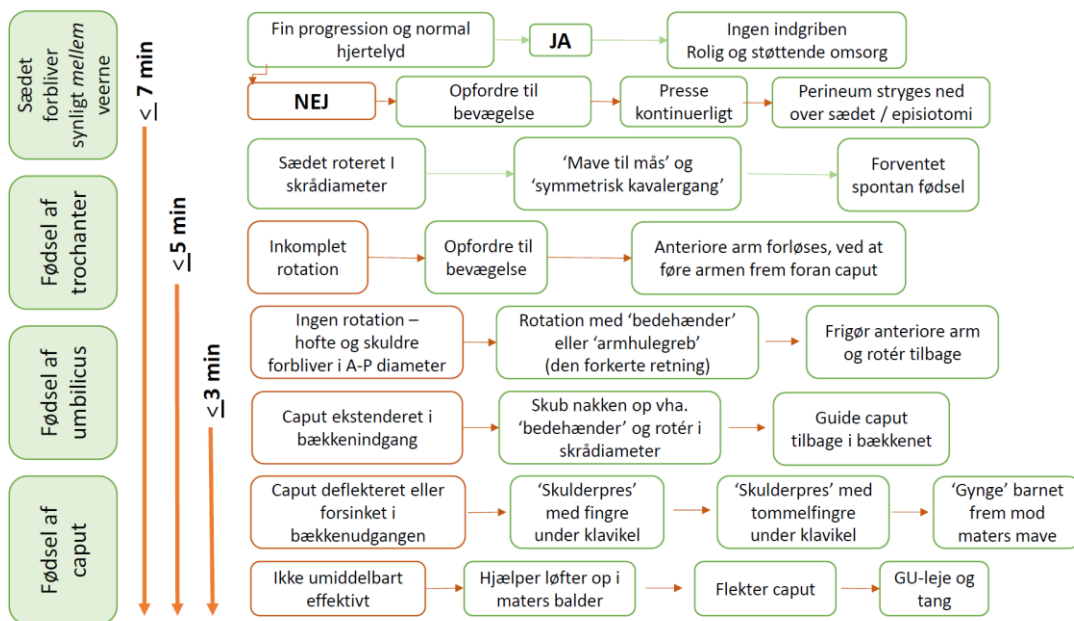 Sædet
forbliver
synligt mellem
veerne
Fødsel af
trochanter
Fødsel af
umbilicus
Fødsel af
caput
≤ 7 min
≤5 min
≤3 min
Fin progression og normal
hjertelyd
JA
Ingen indgriben
Rolig og støttende omsorg
NEJ
Opfordre til
bevægelse
Presse
kontinuerligt
Perineum stryges ned
over sædet / episiotomi
Sædet roteret I
skrådiameter
‘Mave til mås’ og
‘symmetrisk kavalergang’
Forventet
spontan fødsel
Inkomplet
rotation
Opfordre til
bevægelse
Anteriore arm forløses, ved at
føre armen frem foran caput
Ingen rotation –
hofte og skuldre
forbliver i A-P diameter
Rotation med ‘bedehænder’
eller ‘armhulegreb’
(den forkerte retning)
Frigør anteriore arm
og rotér tilbage
Caput ekstenderet i
bækkenindgang
Skub nakken op vha.
‘bedehænder’ og rotér i
skrådiameter
Guide caput
tilbage i bækkenet
Caput deflekteret eller
forsinket i
bækkenudgangen
‘Skulderpres’
med fingre
under klavikel
‘Skulderpres’ med
tommelfingre
under klavikel
‘Gynge’ barnet
frem mod
maters mave
Ikke umiddelbart
effektivt
Hjælper løfter op i
maters balder
Flekter caput
GU-leje og
tang